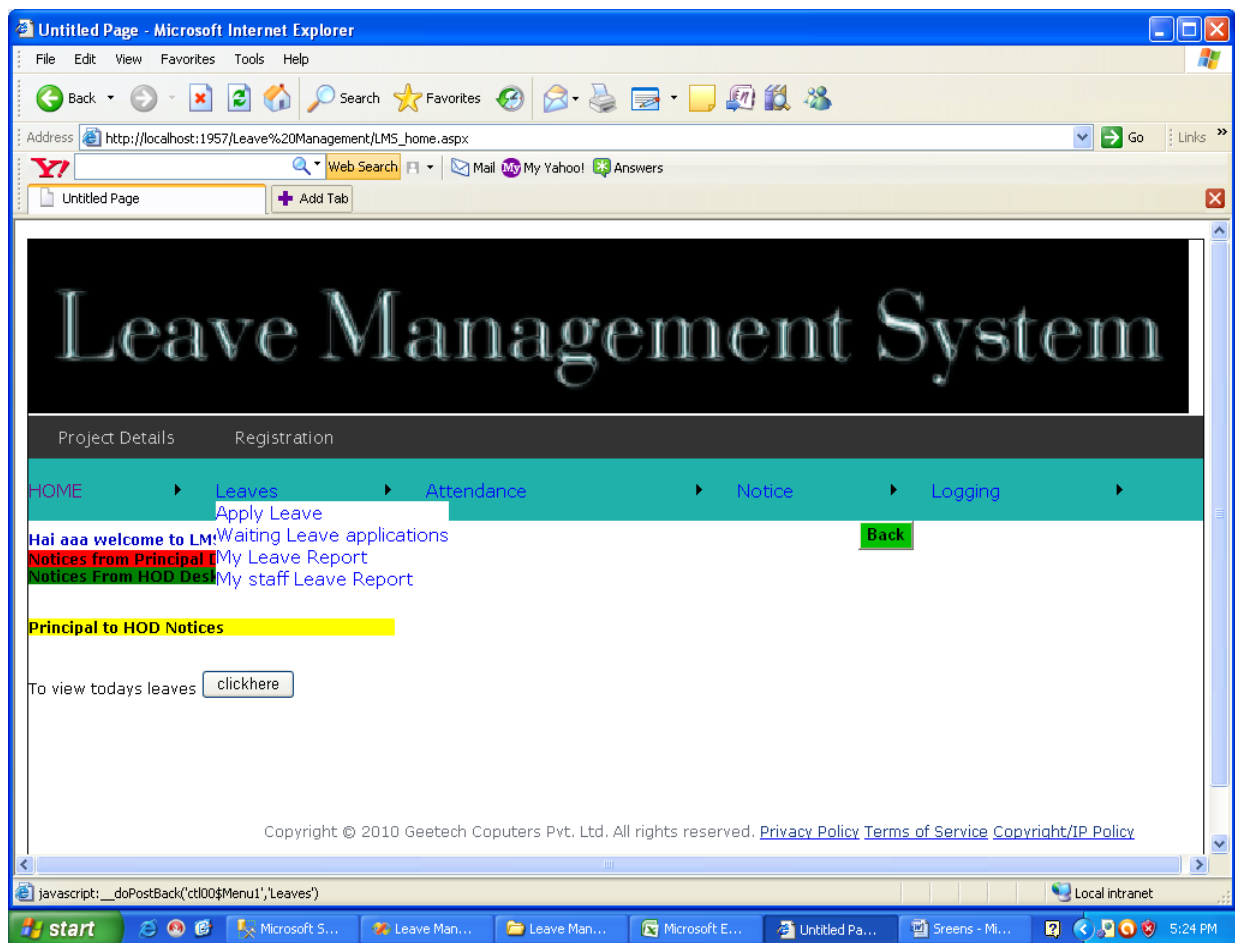 Untitled Page - Microsoft Internet Explorer
File Edit View Favorites Tools Help
Back Search Favorites
Address http://localhost:1957/Leave%20Management/LMS_home.aspx Go Links »
Y! Web Search Mail My My Yahoo! Answers
Untitled Page Add Tab
Leave Management System
Project Details Registration
HOME Leaves Attendance Notice Logging
Apply Leave
Hai aaa welcome to LM Waiting Leave applications Back
Notices from Principal My Leave Report
Notices From HOD Des My staff Leave Report
Principal to HOD Notices
To view todays leaves clickhere
Copyright © 2010 Geetech Coputers Pvt. Ltd. All rights reserved. Privacy Policy Terms of Service Copyright/IP Policy
javascript:__doPostBack('ctl00$Menu1','Leaves') Local intranet
start Microsoft S... Leave Man... Leave Man... Microsoft E... Untitled Pa... Sreens - Mi... 5:24 PM